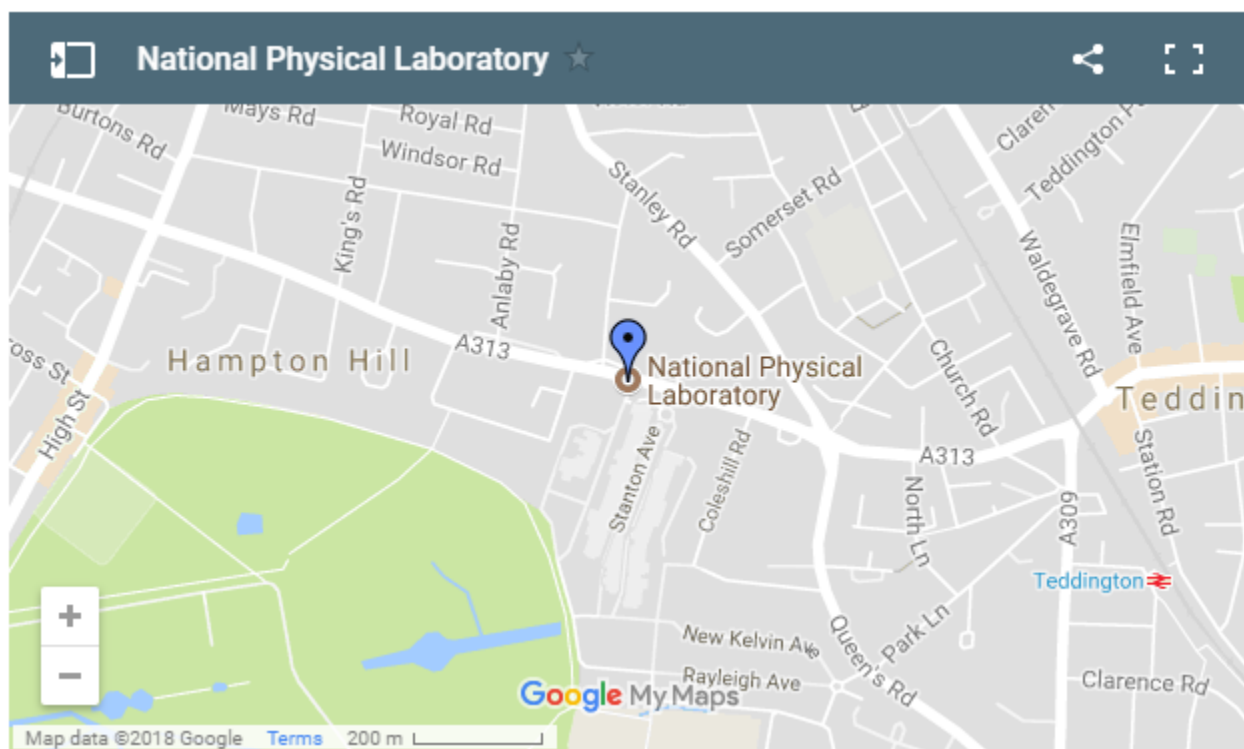 National Physical Laboratory
Burtons Rd
Mays Rd
Royal Rd
Windsor Rd
King's Rd
Anlaby Rd
Stanley Rd
Somerset Rd
Waldegrave Rd
Elmfield Ave
A313
Hampton Hill
National Physical
Laboratory
High St
Stanton Ave
Coleshill Rd
Church Rd
A313
North Ln
A309
Station Rd
Teddington
New Kelvin Ave
Rayleigh Ave
Queen's Rd
Park Ln
Clarence Rd
Google My Maps
Map data ©2018 Google Terms 200 m